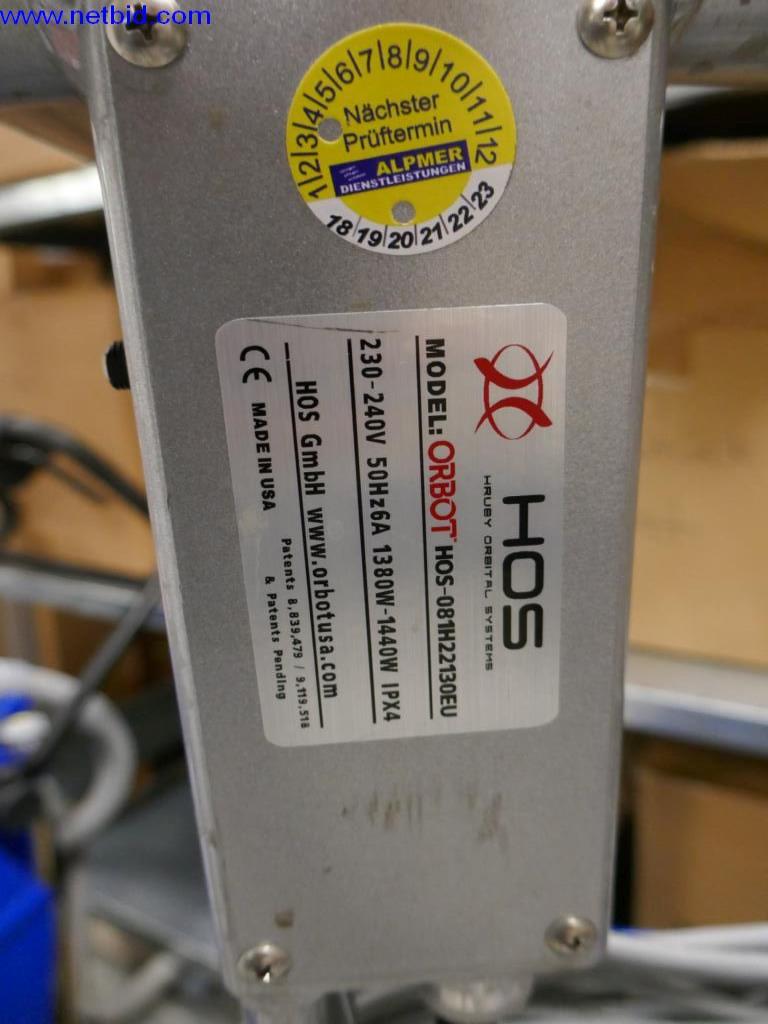 www.netbid.com
1|2|3|4|5|6|7|8|9|10|11|12
Nächster
Prüftermin
ALPMER
DIENSTLEISTUNGEN
18|19|20|21|22|23
HOS
HRUBY ORBITAL SYSTEMS
MODEL: ORBOT HOS-081H22130EU
230-240V 50Hz6A 1380W-1440W IPX4
HOS GmbH www.orbotusa.com
CE MADE IN USA
Patents 8,839,479 / 9,119,518
& Patents Pending